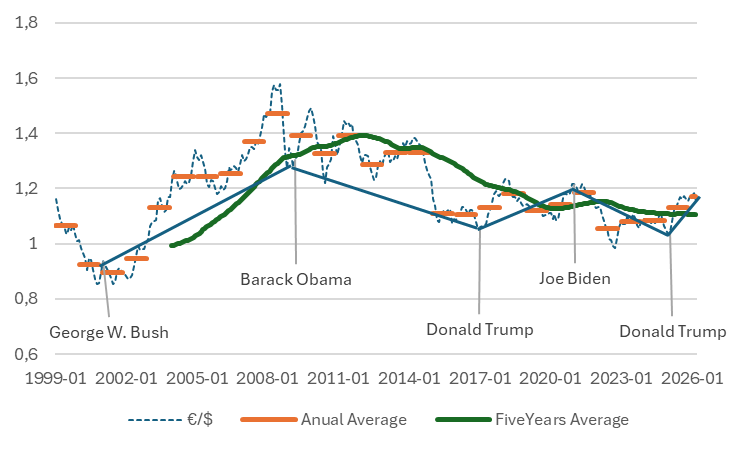 1,8
1,6
1,4
1,2
1
0,8
0,6
Barack Obama
Joe Biden
George W. Bush
Donald Trump
Donald Trump
1999-01 2002-01 2005-01 2008-01 2011-01 2014-01 2017-01 2020-01 2023-01 2026-01
€/$ Anual Average FiveYears Average